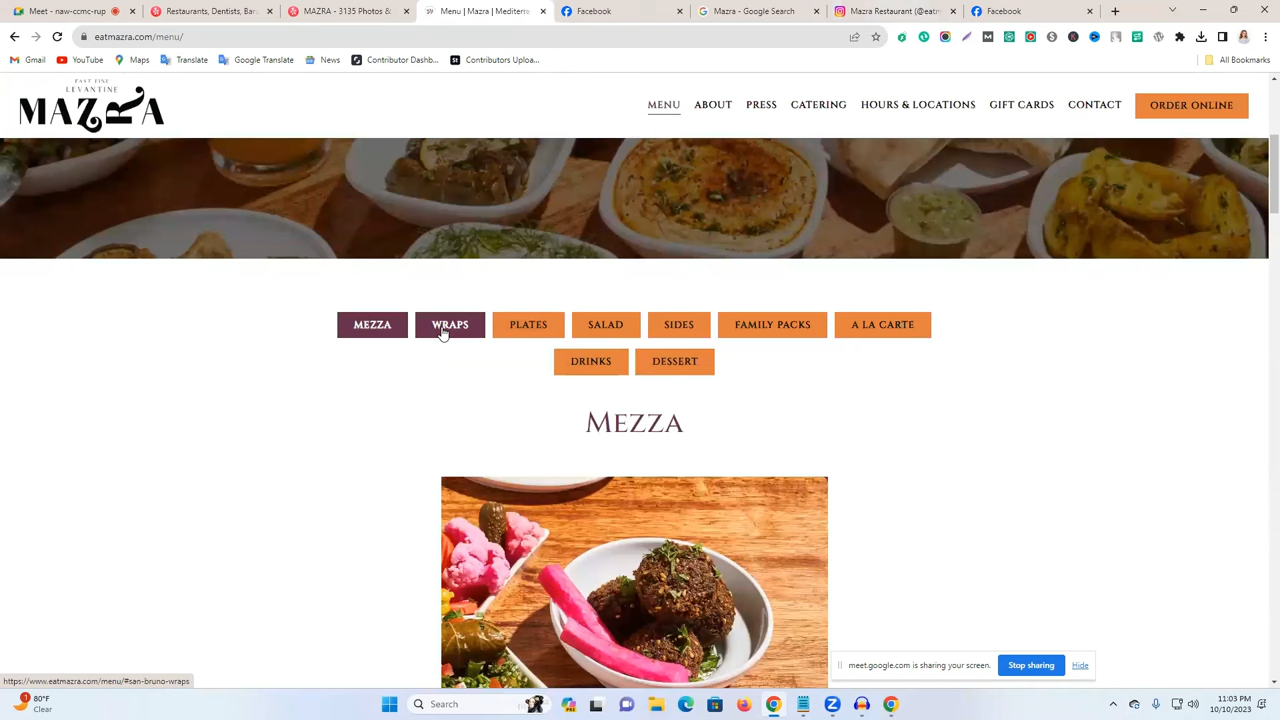 Meet - naw-cxzs-
Restaurants, Dentists, Bar
MAZRA - 3135 Photos &
Menu | Mazra Mediterr
Facebook
Mazra - Google Search
Mazra Restaurant (@eatm
Facebook
eatmazra.com/menu/
Gmail
YouTube
Maps
Translate
Google Translate
News
Contributor Dashb...
Contributors Uploa...
All Bookmarks
FAST FINE
LEVANTINE
MAZRA
MENU
ABOUT
PRESS
CATERING
HOURS & LOCATIONS
GIFT CARDS
CONTACT
ORDER ONLINE
MEZZA
WRAPS
PLATES
SALAD
SIDES
FAMILY PACKS
A LA CARTE
DRINKS
DESSERT
MEZZA
meet.google.com is sharing your screen.
Stop sharing
Hide
https://www.eatmazra.com/menu/#san-bruno-wraps
1
80°F
Clear
Search
11:03 PM
10/10/2023